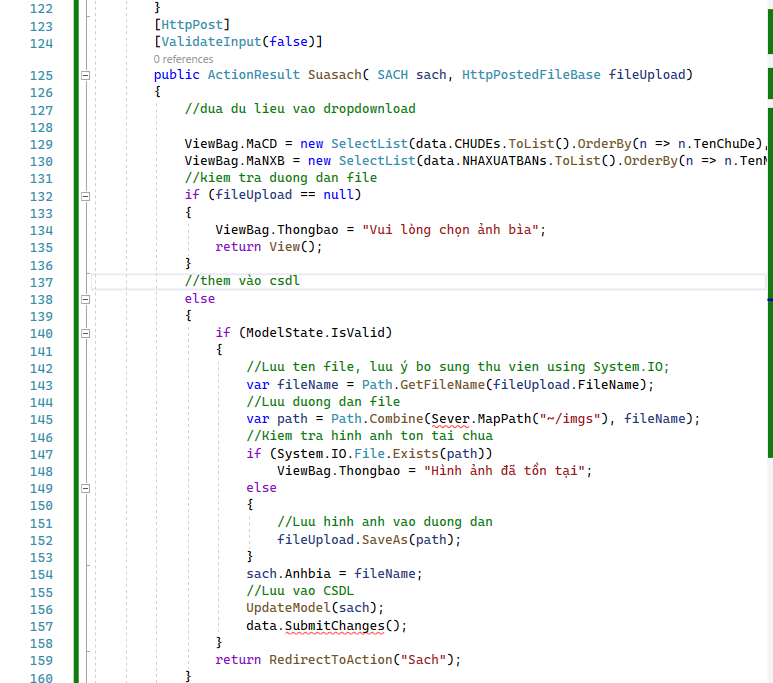 122 }
123 [HttpPost]
124 [ValidateInput(false)]
0 references
125 public ActionResult Suasach( SACH sach, HttpPostedFileBase fileUpload)
126 {
127 //dua du lieu vao dropdownload
128
129 ViewBag.MaCD = new SelectList(data.CHUDEs.ToList().OrderBy(n => n.TenChuDe),
130 ViewBag.MaNXB = new SelectList(data.NHAXUATBANs.ToList().OrderBy(n => n.Ten
131 //kiem tra duong dan file
132 if (fileUpload == null)
133 {
134 ViewBag.Thongbao = "Vui lòng chọn ảnh bìa";
135 return View();
136 }
137 //them vào csdl
138 else
139 {
140 if (ModelState.IsValid)
141 {
142 //Luu ten file, luu ý bo sung thu vien using System.IO;
143 var fileName = Path.GetFileName(fileUpload.FileName);
144 //Luu duong dan file
145 var path = Path.Combine(Sever.MapPath("~/imgs"), fileName);
146 //Kiem tra hinh anh ton tai chua
147 if (System.IO.File.Exists(path))
148 ViewBag.Thongbao = "Hình ảnh đã tồn tại";
149 else
150 {
151 //Luu hinh anh vao duong dan
152 fileUpload.SaveAs(path);
153 }
154 sach.Anhbia = fileName;
155 //Luu vao CSDL
156 UpdateModel(sach);
157 data.SubmitChanges();
158 }
159 return RedirectToAction("Sach");
160 }